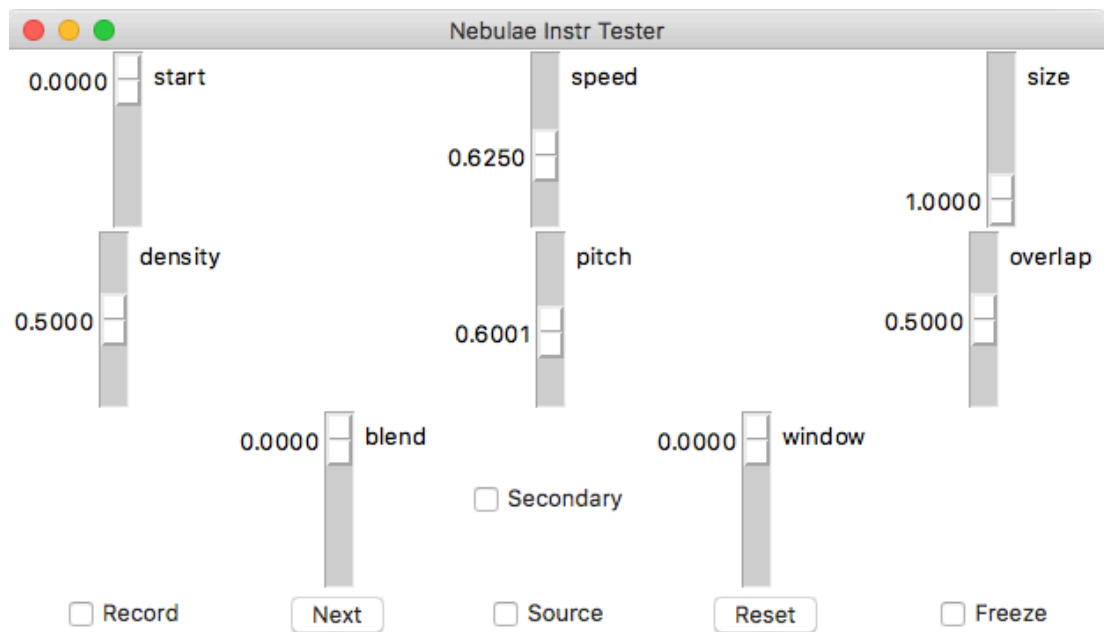 Nebulae Instr Tester
0.0000 start
speed
size
0.6250
1.0000
density
pitch
overlap
0.5000
0.6001
0.5000
0.0000 blend
0.0000 window
Secondary
Record
Next
Source
Reset
Freeze